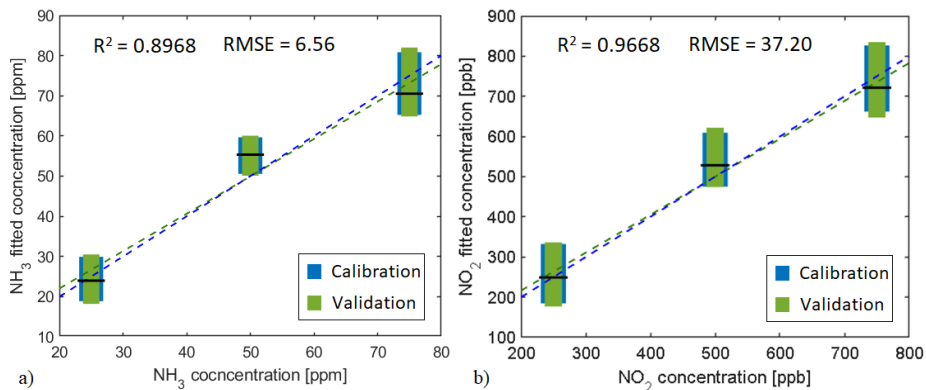 R² = 0.8968 RMSE = 6.56
NH₃ fitted cocncentration [ppm]
90
80
70
60
50
40
30
20
10
Calibration
Validation
20 30 40 50 60 70 80
NH₃ cocncentration [ppm]
a)
R² = 0.9668 RMSE = 37.20
NO₂ fitted concentration [ppb]
900
800
700
600
500
400
300
200
100
Calibration
Validation
200 300 400 500 600 700 800
NO₂ concentration [ppb]
b)